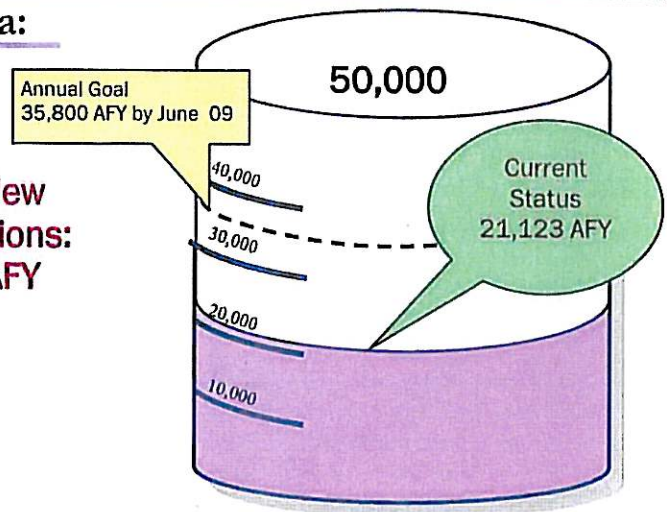 a:
50,000
Annual Goal
35,800 AFY by June 09
40,000
Current
Status
21,123 AFY
ew
ions:
AFY
30,000
20,000
10,000